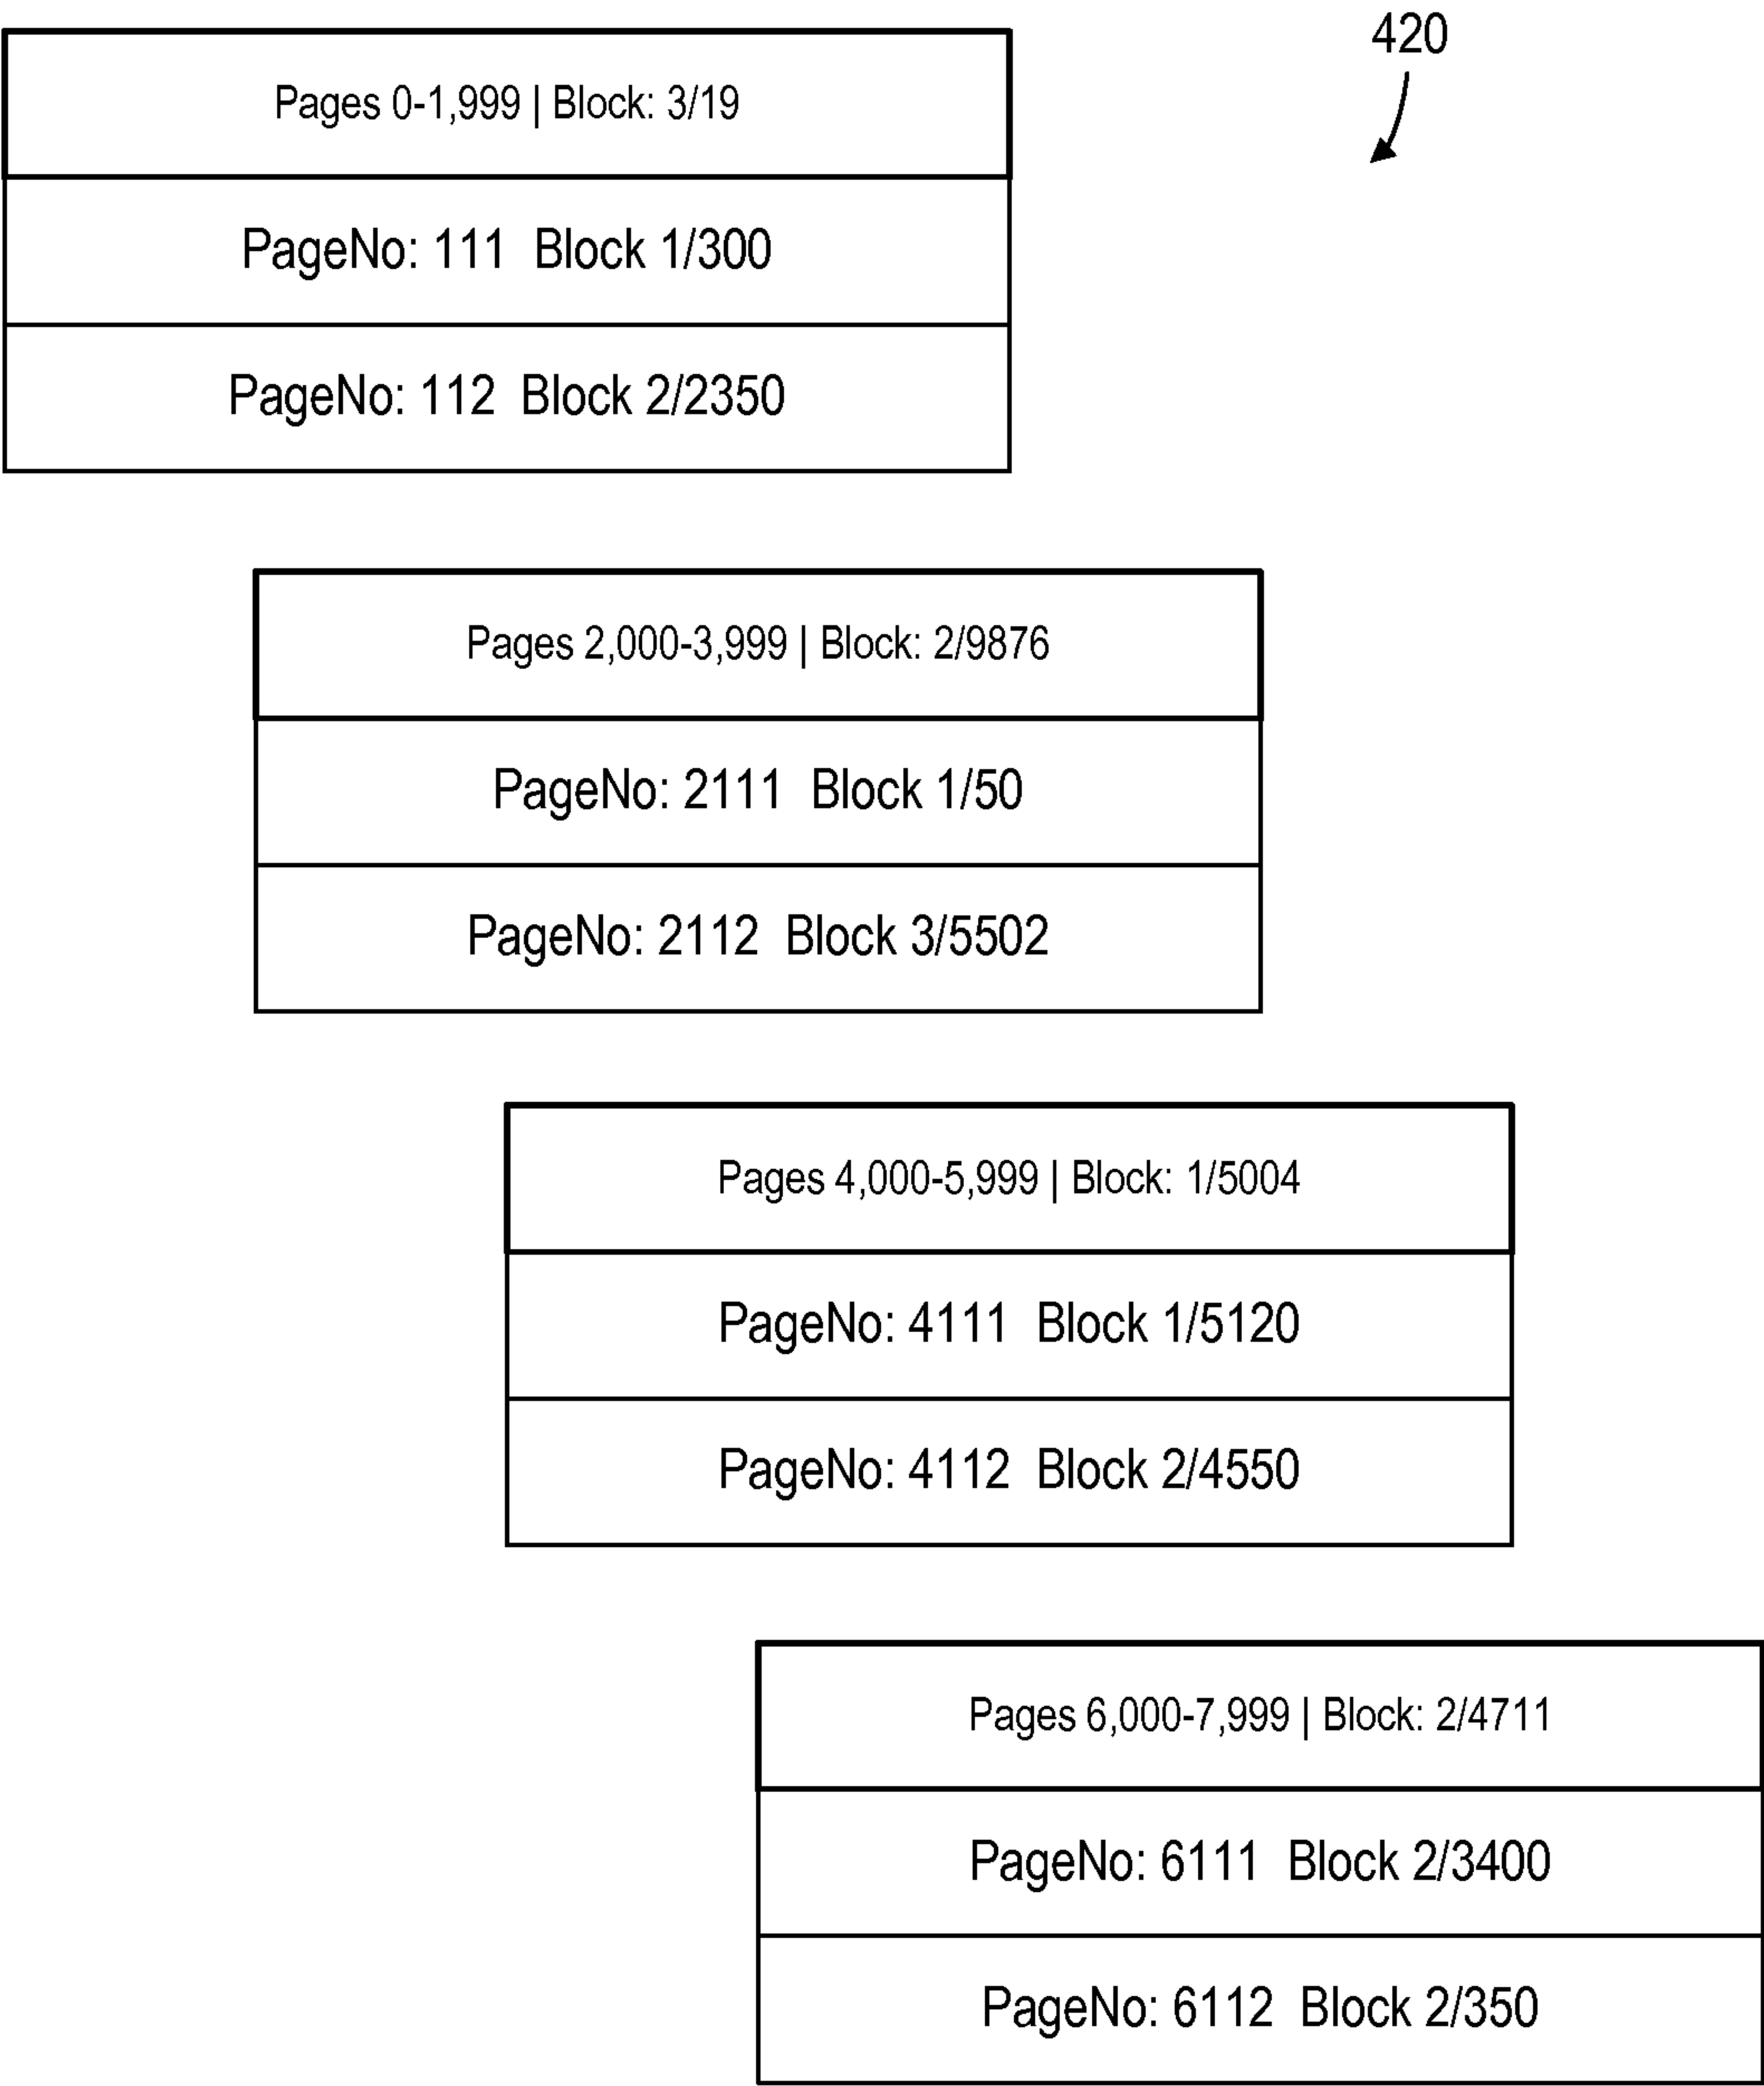 420
Pages 0-1,999 | Block: 3/19
PageNo: 111 Block 1/300
PageNo: 112 Block 2/2350
Pages 2,000-3,999 | Block: 2/9876
PageNo: 2111 Block 1/50
PageNo: 2112 Block 3/5502
Pages 4,000-5,999 | Block: 1/5004
PageNo: 4111 Block 1/5120
PageNo: 4112 Block 2/4550
Pages 6,000-7,999 | Block: 2/4711
PageNo: 6111 Block 2/3400
PageNo: 6112 Block 2/350